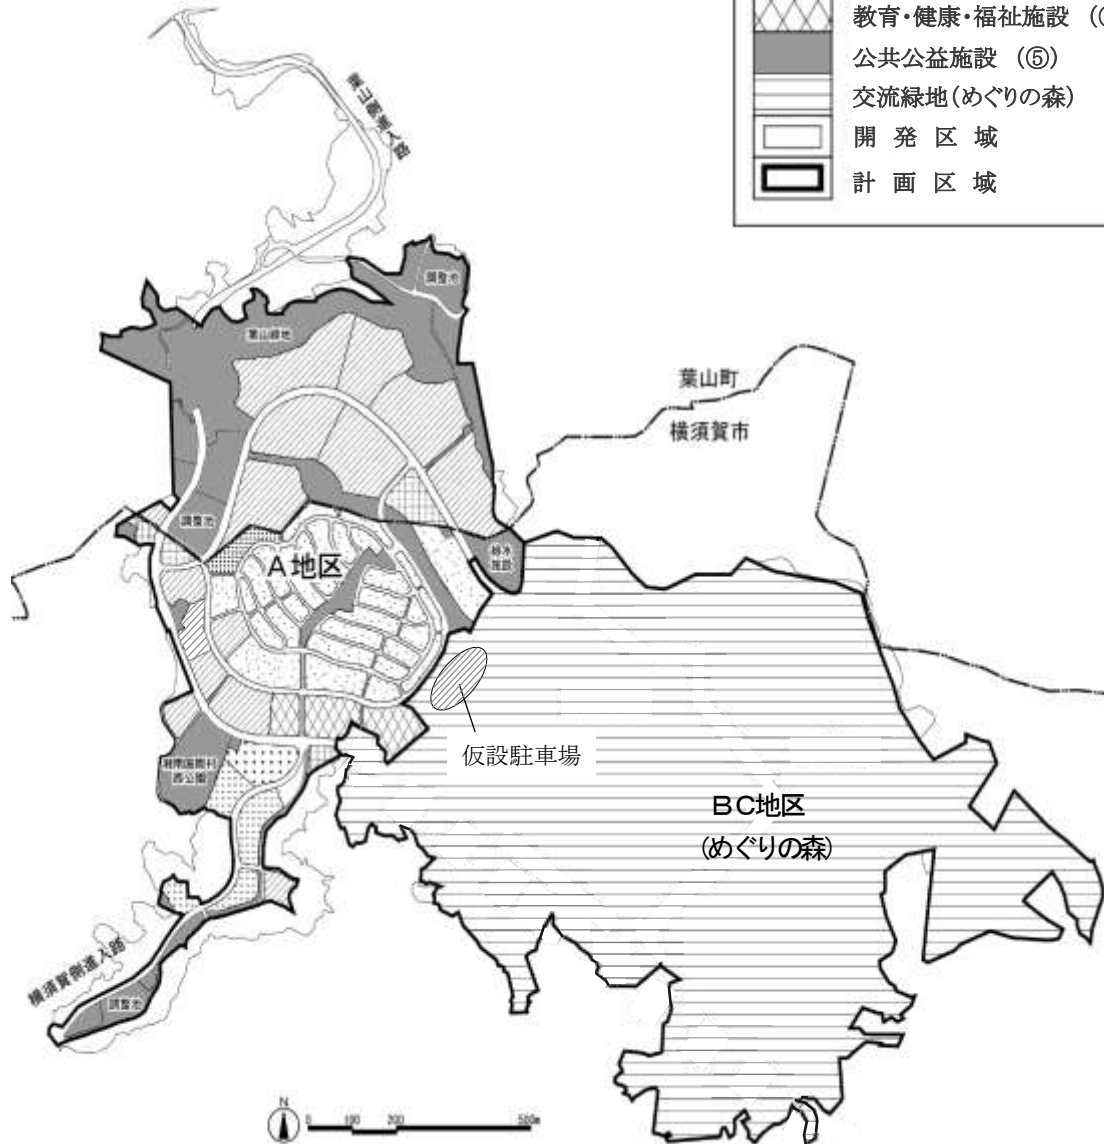 教育・健康・福祉施設 (
公共公益施設 (⑤)
交流緑地(めぐりの森)
開発区域
計画区域
葉山側進入路
調整池
葉山緑地
葉山町
横須賀市
調整池
給水
施設
A地区
仮設駐車場
湘南国際村
西公園
BC地区
(めぐりの森)
横須賀側進入路
調整池
N
0 100 200 500m